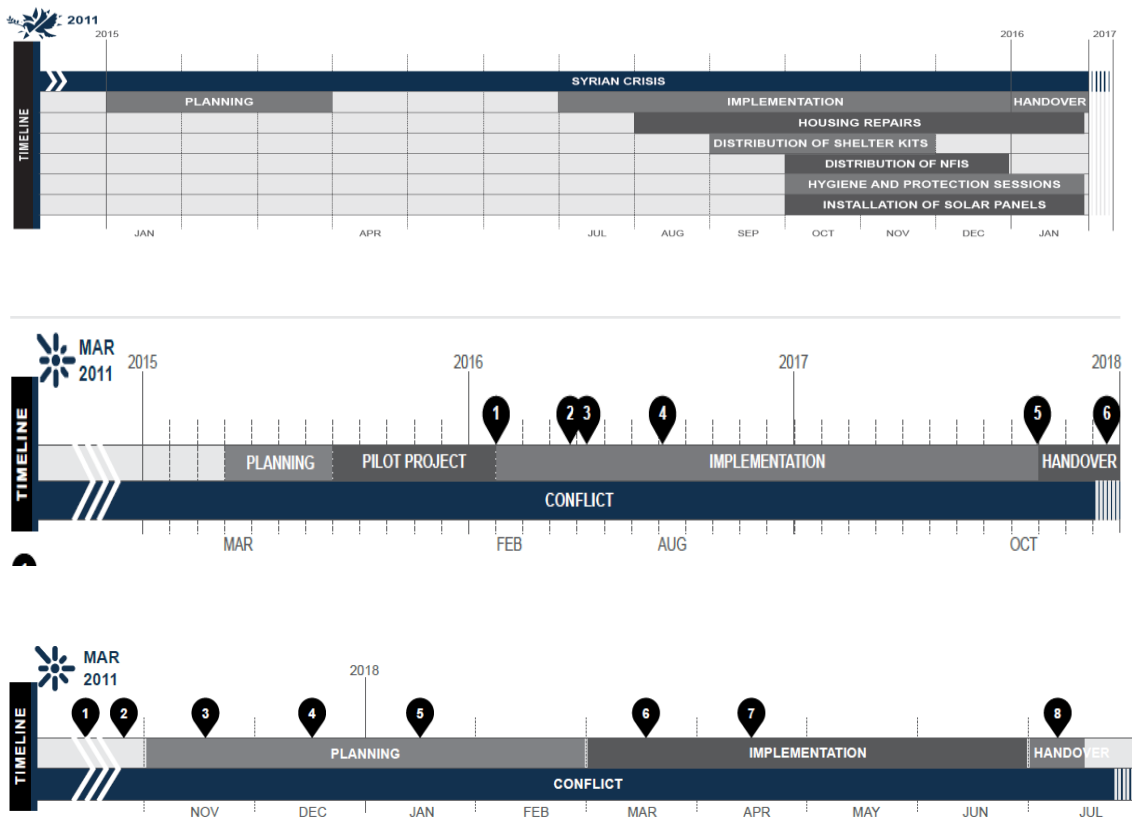 2011
2015 2016 2017
TIMELINE
SYRIAN CRISIS
PLANNING IMPLEMENTATION HANDOVER
HOUSING REPAIRS
DISTRIBUTION OF SHELTER KITS
DISTRIBUTION OF NFIS
HYGIENE AND PROTECTION SESSIONS
INSTALLATION OF SOLAR PANELS
JAN APR JUL AUG SEP OCT NOV DEC JAN
MAR
2011
2015 2016 2017 2018
TIMELINE
1 2 3 4 5 6
PLANNING PILOT PROJECT IMPLEMENTATION HANDOVER
CONFLICT
MAR FEB AUG OCT
MAR
2011
2018
TIMELINE
1 2 3 4 5 6 7 8
PLANNING IMPLEMENTATION HANDOVER
CONFLICT
NOV DEC JAN FEB MAR APR MAY JUN JUL